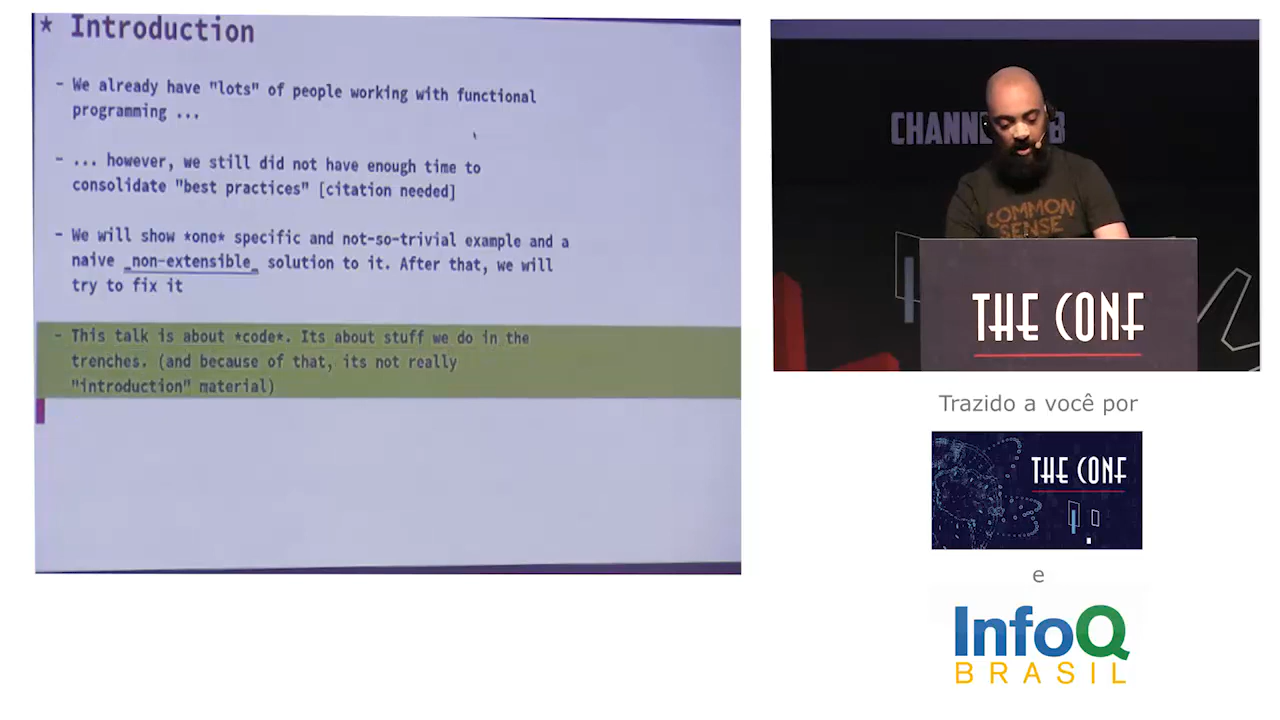 * Introduction
- We already have "lots" of people working with functional
programming ...
- ... however, we still did not have enough time to
consolidate "best practices" [citation needed]
- We will show *one* specific and not-so-trivial example and a
naive _non-extensible_ solution to it. After that, we will
try to fix it
- This talk is about *code*. Its about stuff we do in the
trenches. (and because of that, its not really
"introduction" material)
COMMON
SENSE
THE CONF
Trazido a você por
THE CONF
e
InfoQ
BRASIL